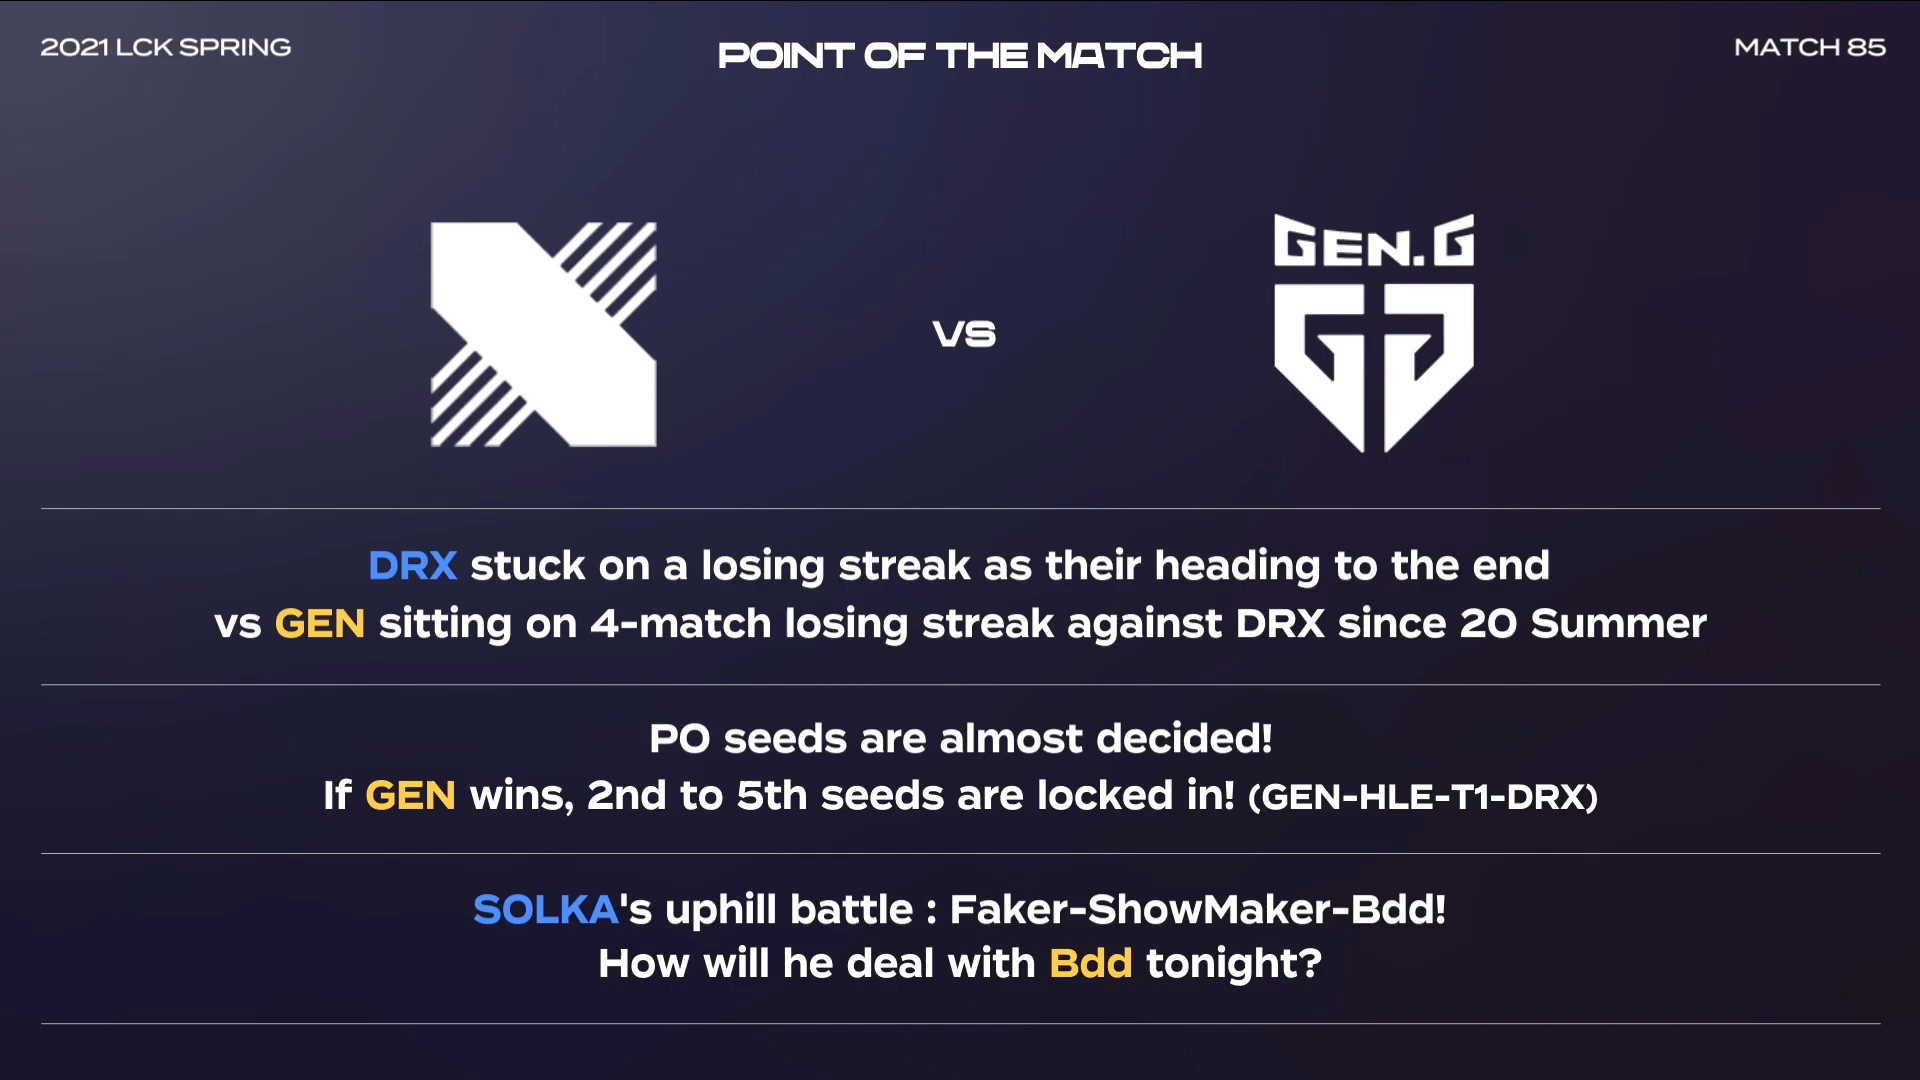 2021 LCK SPRING
POINT OF THE MATCH
MATCH 85
GEN.G
VS
DRX stuck on a losing streak as their heading to the end
vs GEN sitting on 4-match losing streak against DRX since 20 Summer
PO seeds are almost decided!
If GEN wins, 2nd to 5th seeds are locked in! (GEN-HLE-T1-DRX)
SOLKA's uphill battle : Faker-ShowMaker-Bdd!
How will he deal with Bdd tonight?